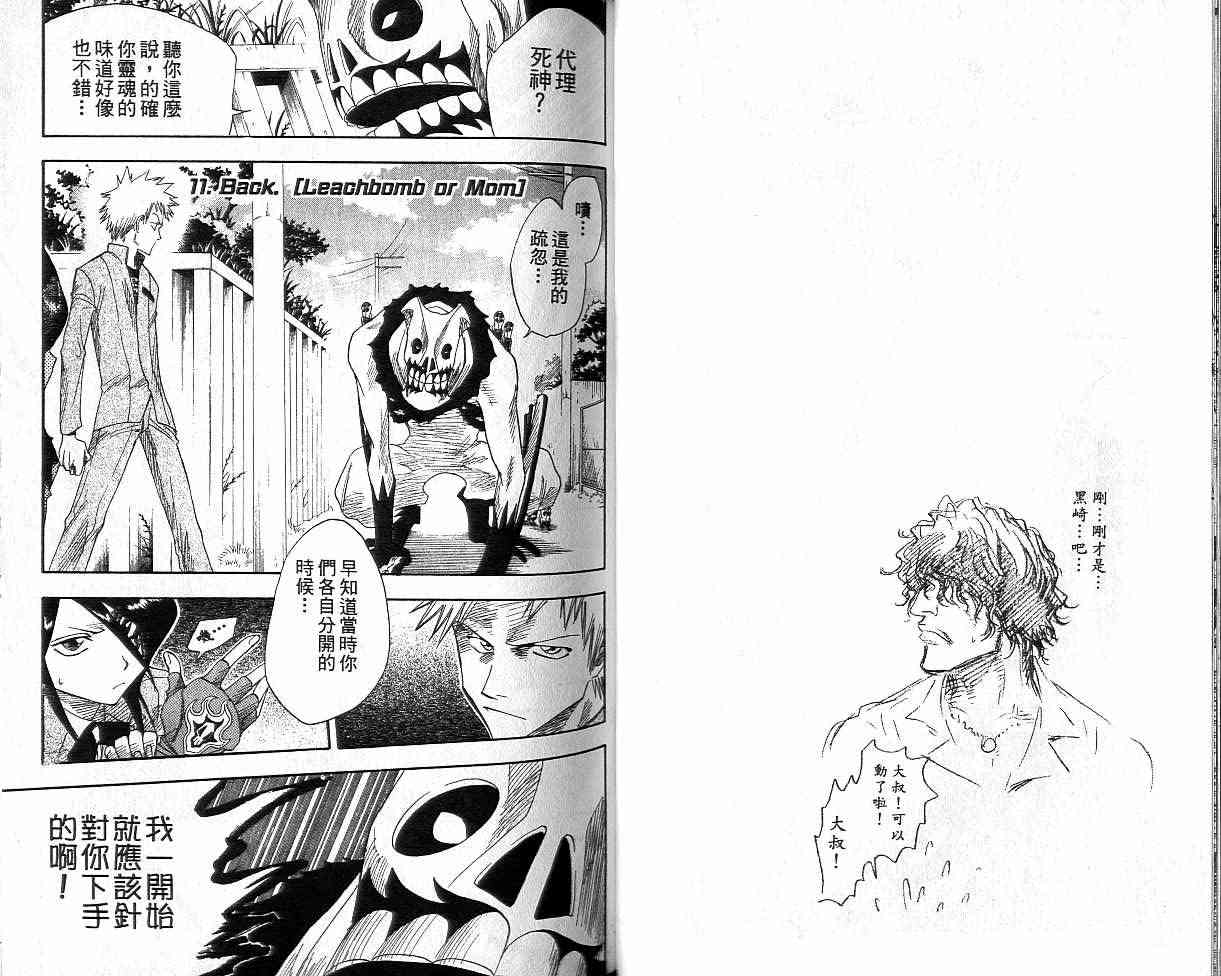 剛…剛才是…
黑崎…吧…
大叔！可以
動了啦！
大叔！
代理
死神？
聽你這麼
說，的確
你靈魂的
味道好像
也不錯…
11. Back. [Leachbomb or Mom]
嘖…
這是我的
疏忽…
早知道當時你
們各自分開的
時候…
我一開始
就應該針
對你下手
的啊！